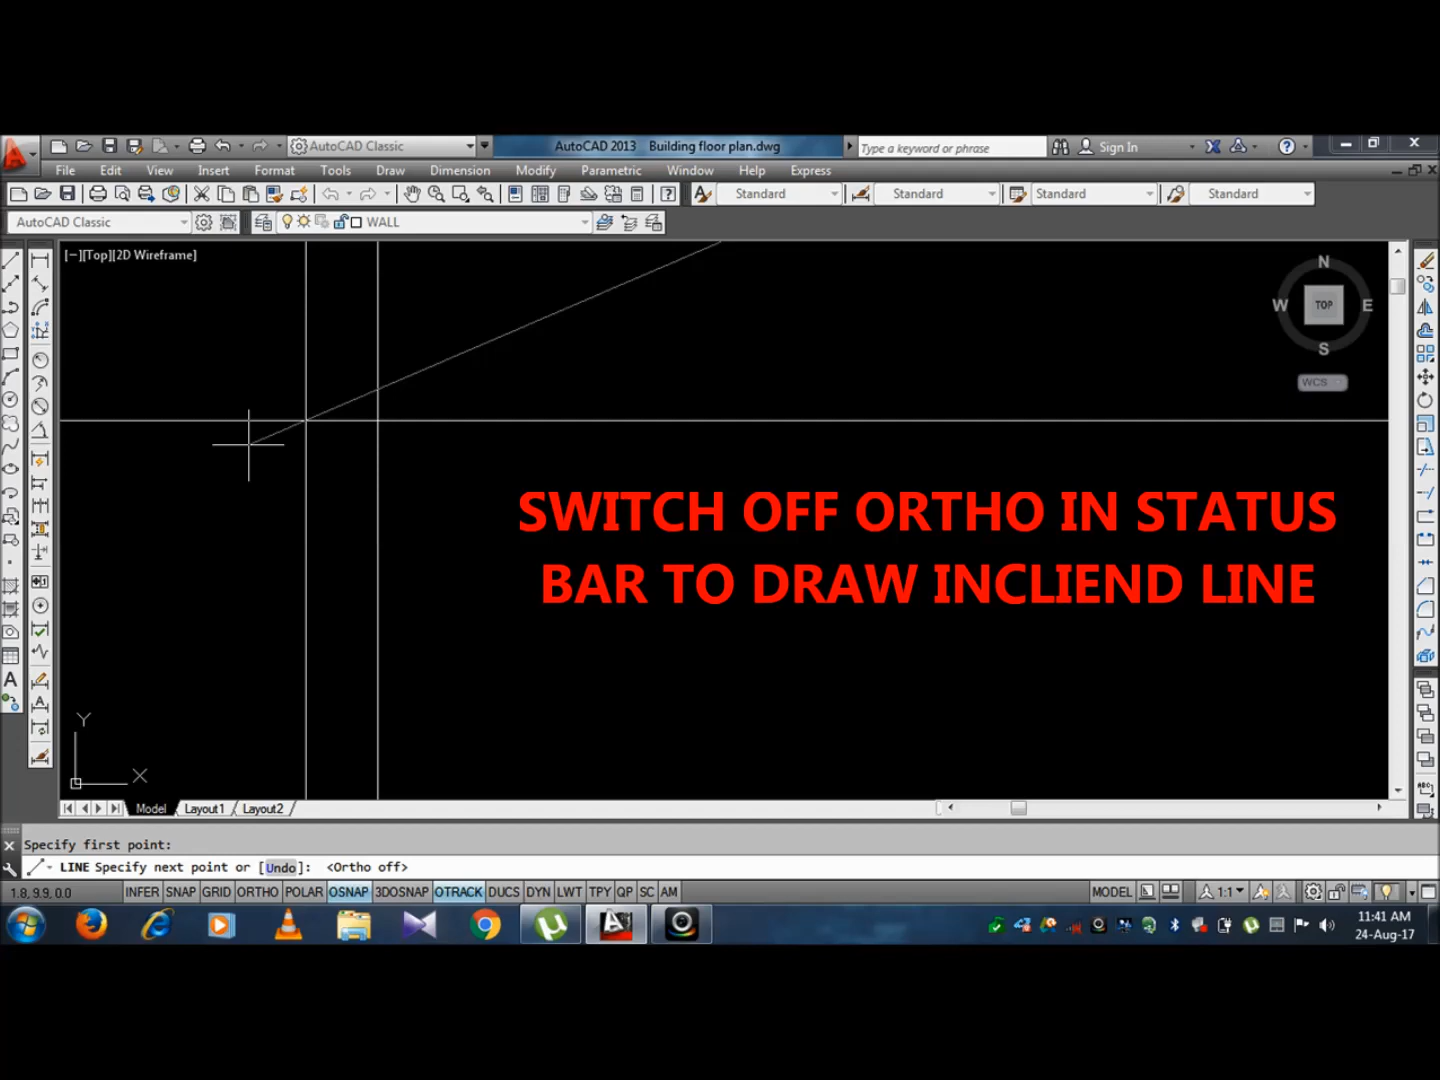 AutoCAD Classic
AutoCAD 2013 Building floor plan.dwg
Type a keyword or phrase
Sign In
File Edit View Insert Format Tools Draw Dimension Modify Parametric Window Help Express
Standard Standard Standard Standard
AutoCAD Classic WALL
[−][Top][2D Wireframe]
N
W TOP E
S
WCS
SWITCH OFF ORTHO IN STATUS
BAR TO DRAW INCLIEND LINE
Y
X
Model Layout1 Layout2
Specify first point:
LINE Specify next point or [Undo]: <Ortho off>
1.8, 9.9, 0.0 INFER SNAP GRID ORTHO POLAR OSNAP 3DOSNAP OTRACK DUCS DYN LWT TPY QP SC AM MODEL 1:1
11:41 AM
24-Aug-17